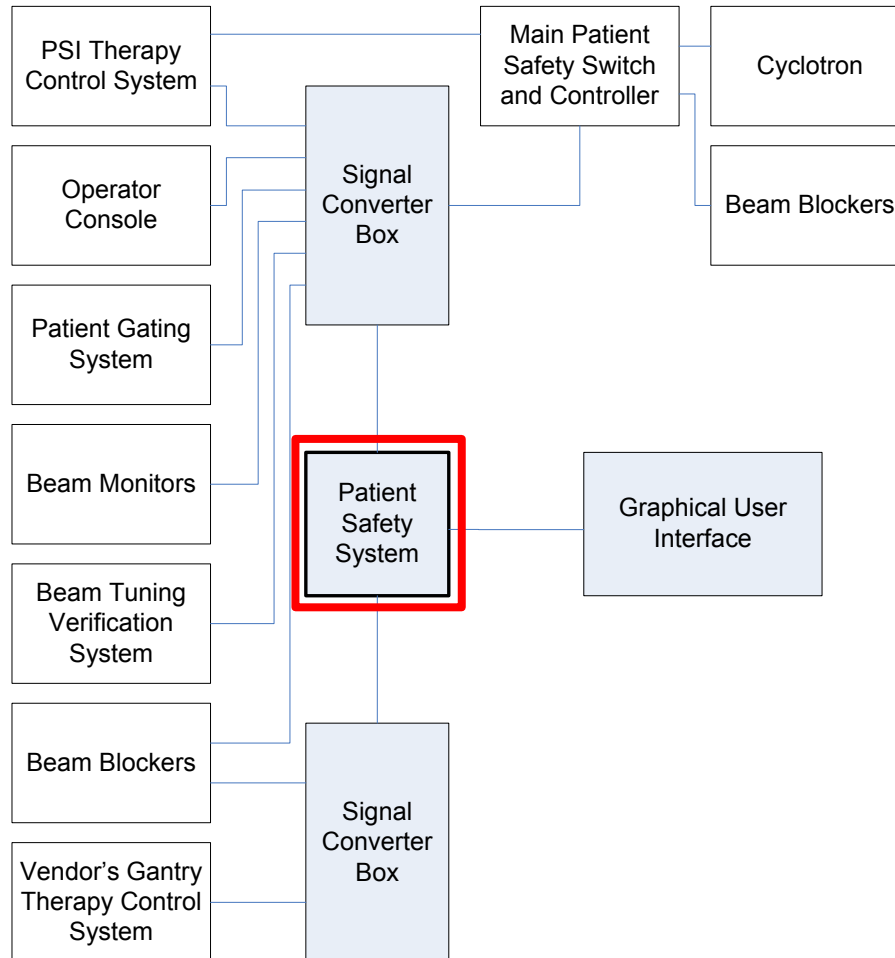 PSI Therapy
Control System
Main Patient
Safety Switch
and Controller
Cyclotron
Operator
Console
Signal
Converter
Box
Beam Blockers
Patient Gating
System
Beam Monitors
Patient
Safety
System
Graphical User
Interface
Beam Tuning
Verification
System
Beam Blockers
Signal
Converter
Box
Vendor’s Gantry
Therapy Control
System